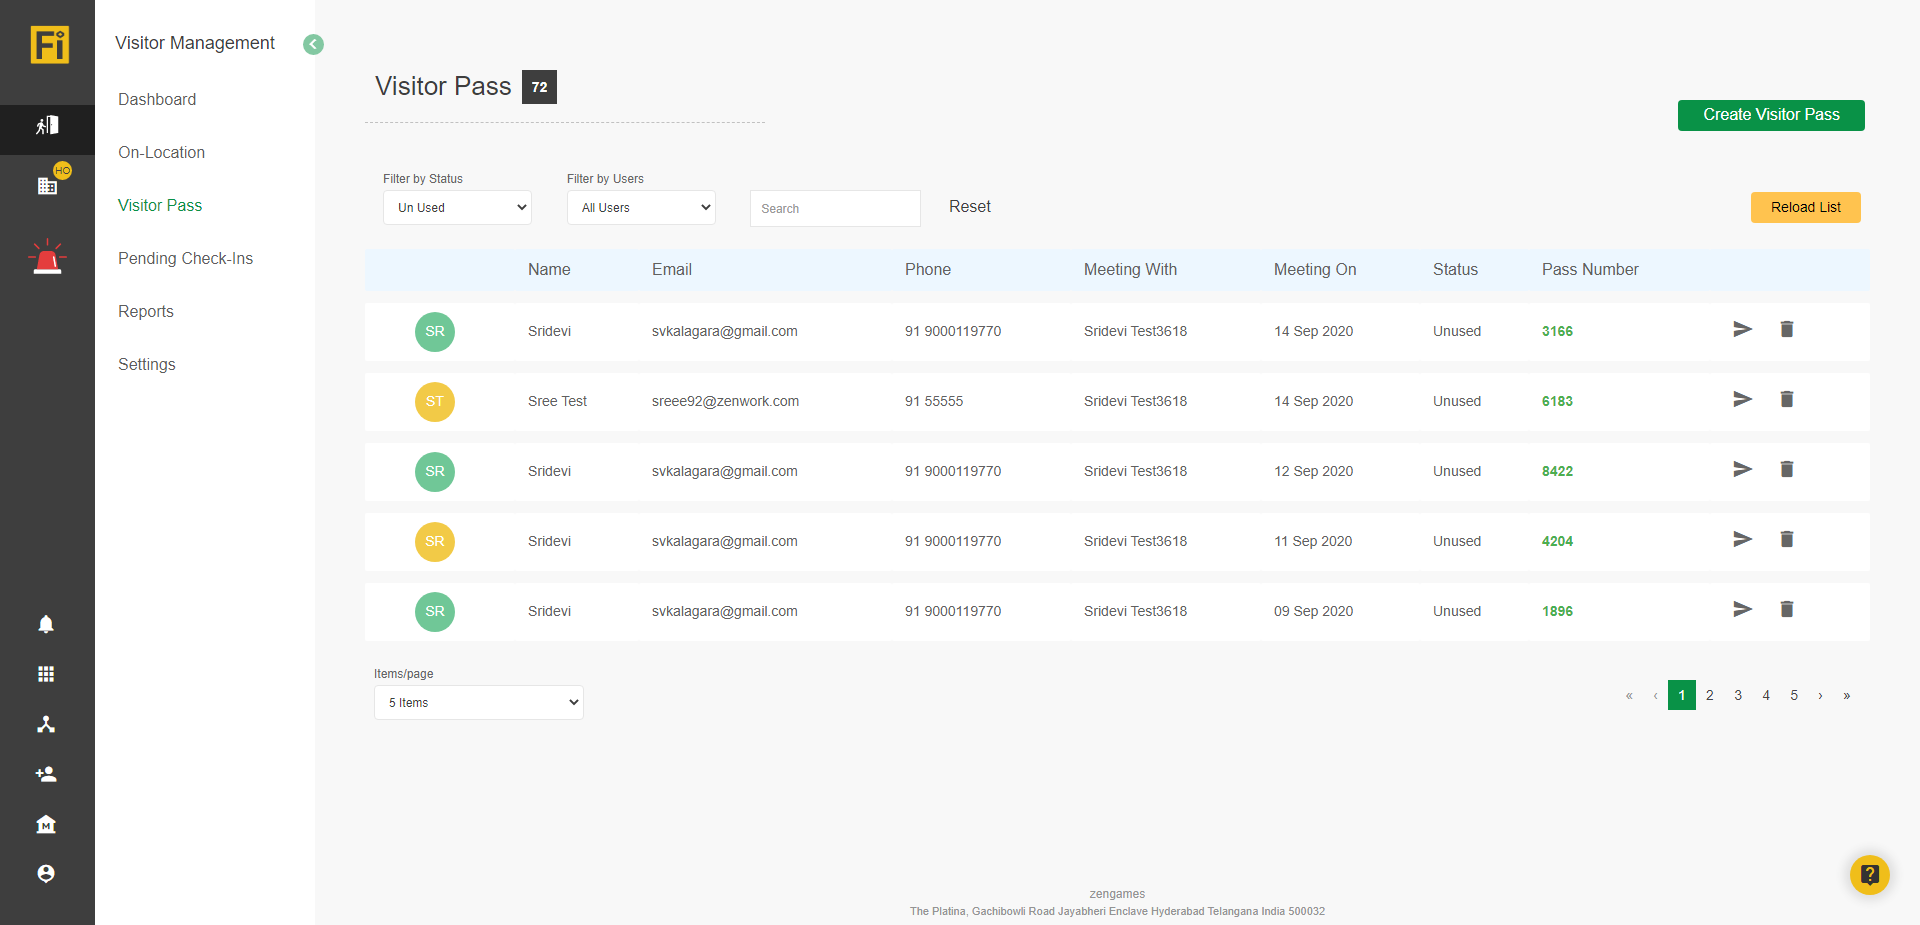 Fi
HO
Visitor Management
Dashboard
On-Location
Visitor Pass
Pending Check-Ins
Reports
Settings
Visitor Pass 72
Create Visitor Pass
Filter by Status
Un Used
Filter by Users
All Users
Search
Reset
Reload List
Name Email Phone Meeting With Meeting On Status Pass Number
SR Sridevi svkalagara@gmail.com 91 9000119770 Sridevi Test3618 14 Sep 2020 Unused 3166
ST Sree Test sreee92@zenwork.com 91 55555 Sridevi Test3618 14 Sep 2020 Unused 6183
SR Sridevi svkalagara@gmail.com 91 9000119770 Sridevi Test3618 12 Sep 2020 Unused 8422
SR Sridevi svkalagara@gmail.com 91 9000119770 Sridevi Test3618 11 Sep 2020 Unused 4204
SR Sridevi svkalagara@gmail.com 91 9000119770 Sridevi Test3618 09 Sep 2020 Unused 1896
Items/page
5 Items
« ‹ 1 2 3 4 5 › »
M
?
zengames
The Platina, Gachibowli Road Jayabheri Enclave Hyderabad Telangana India 500032